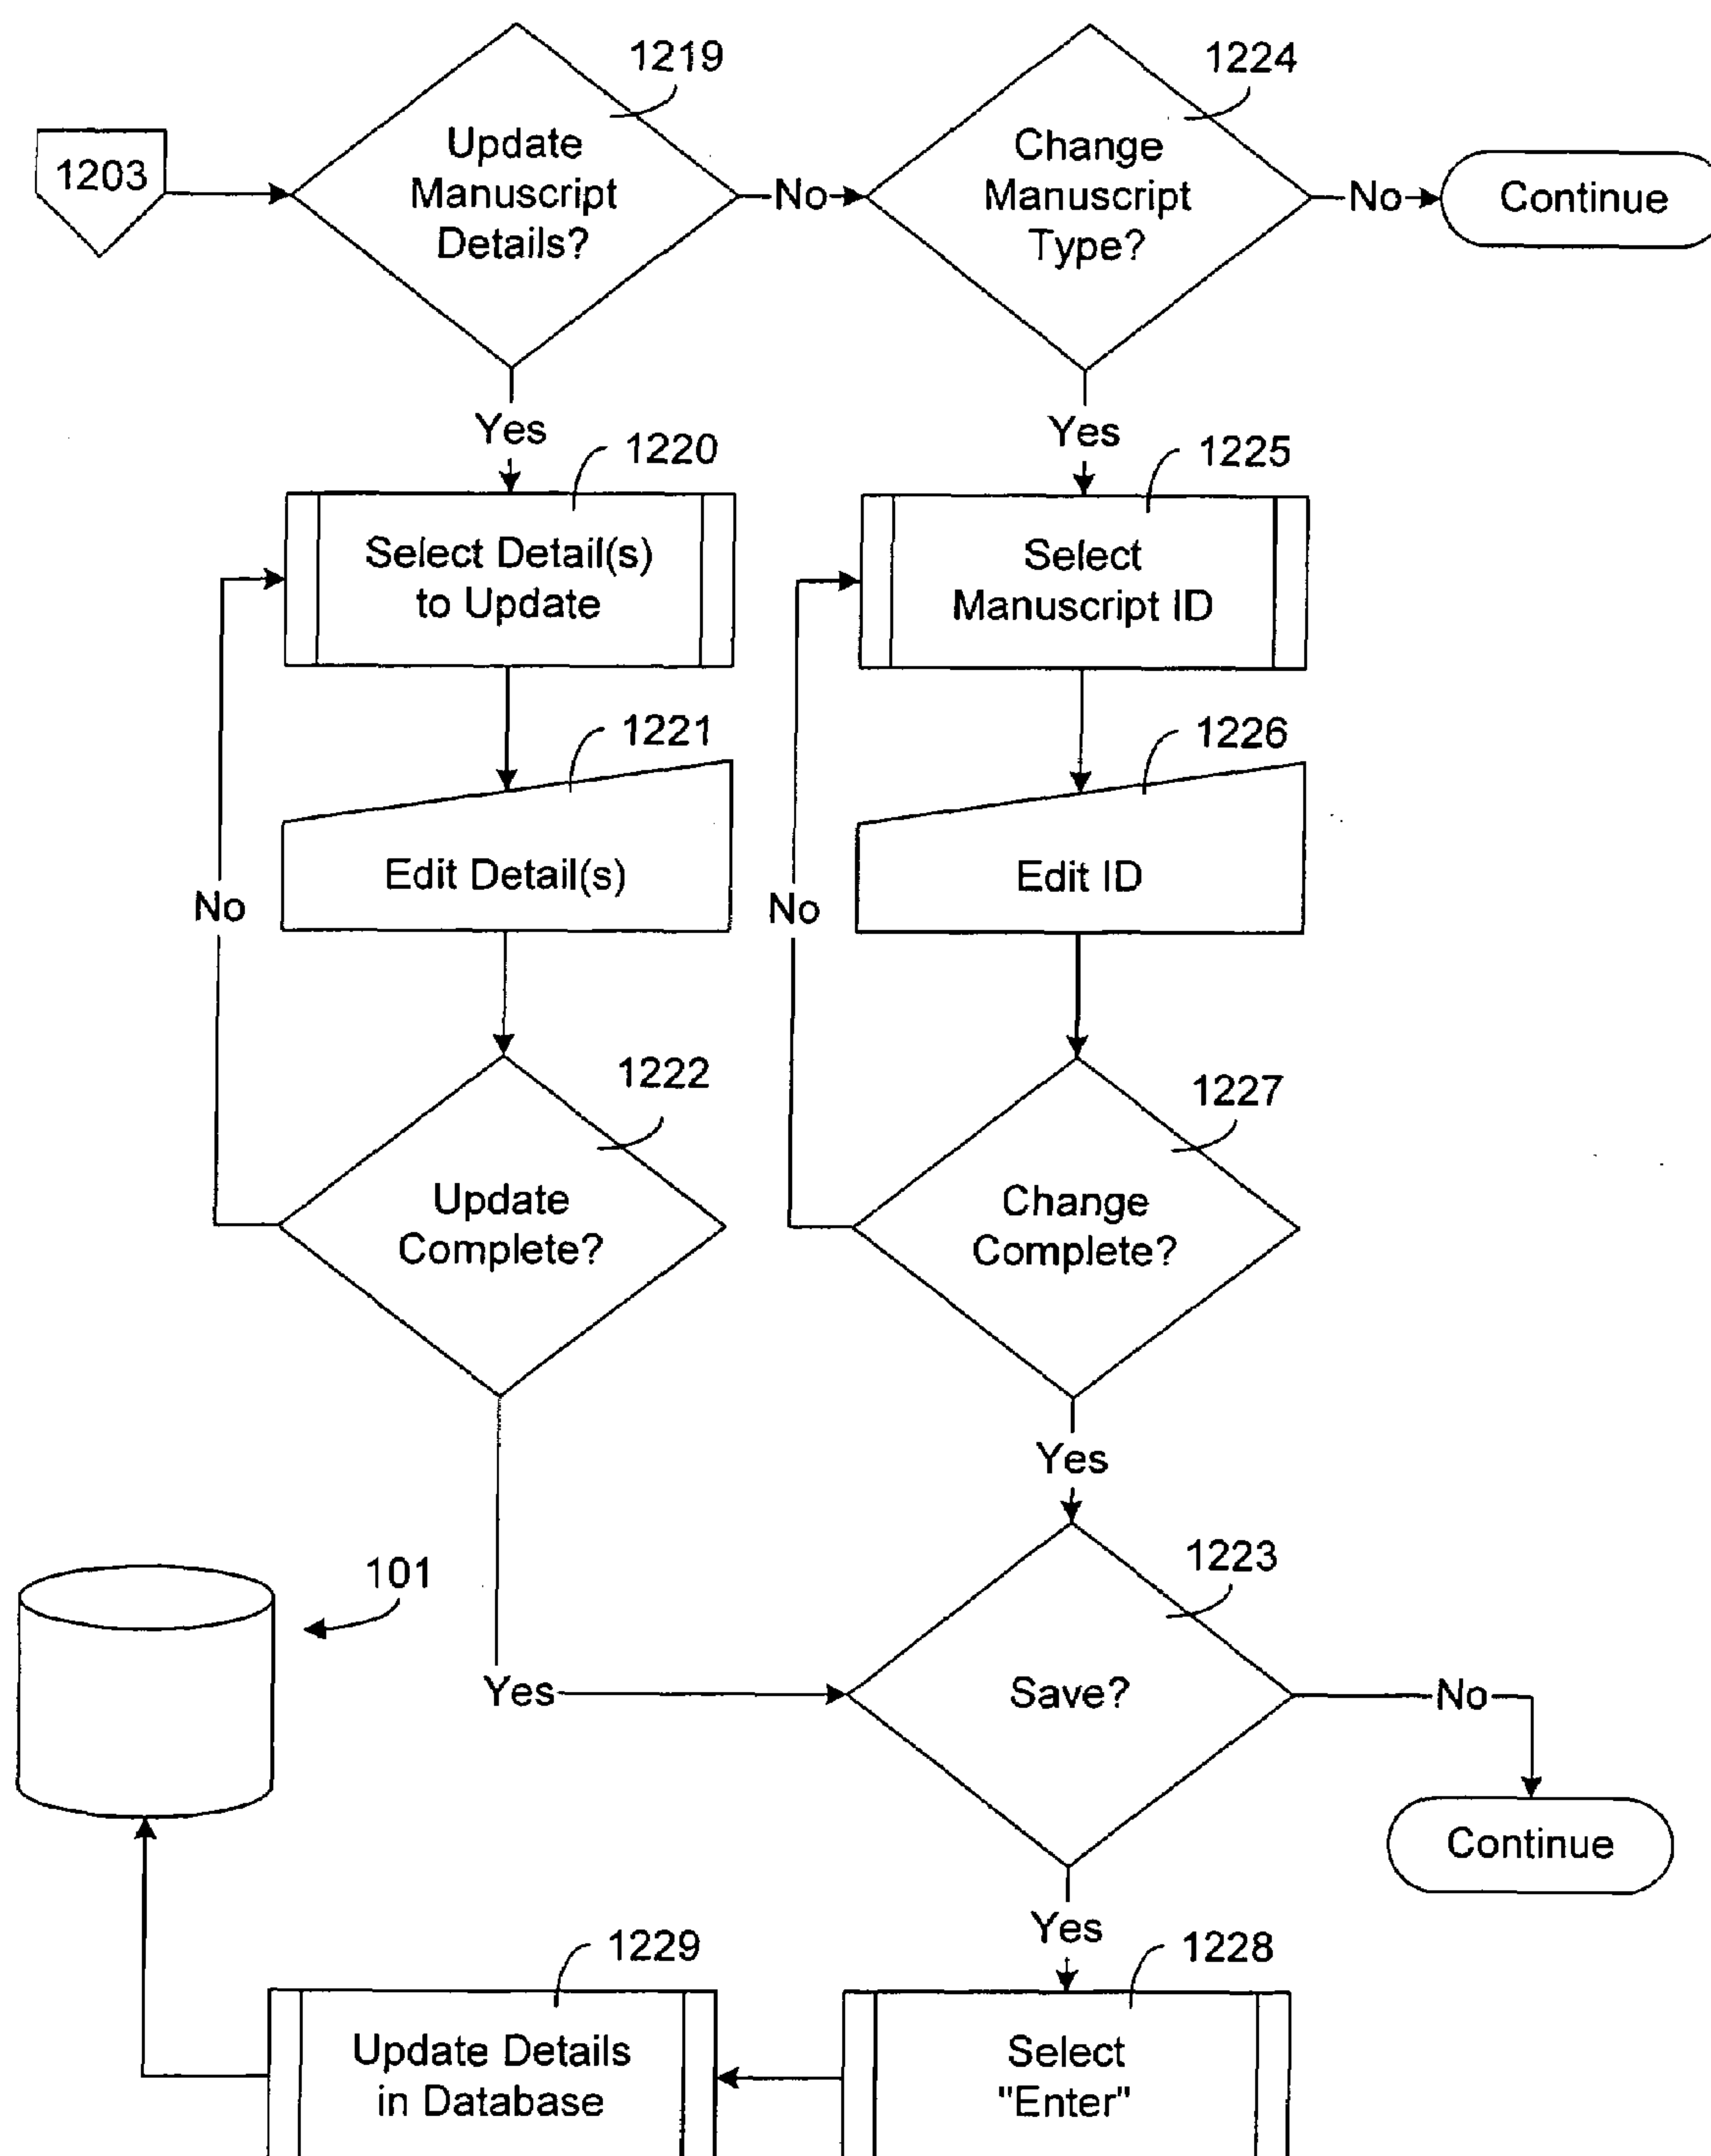 1219
1224
1203
Update
Manuscript
Details?
No
Change
Manuscript
Type?
No
Continue
Yes
Yes
1220
1225
Select Detail(s)
to Update
Select
Manuscript ID
1221
1226
Edit Detail(s)
Edit ID
No
No
1222
1227
Update
Complete?
Change
Complete?
Yes
101
1223
Yes
Save?
No
Continue
Yes
1229
1228
Update Details
in Database
Select
"Enter"